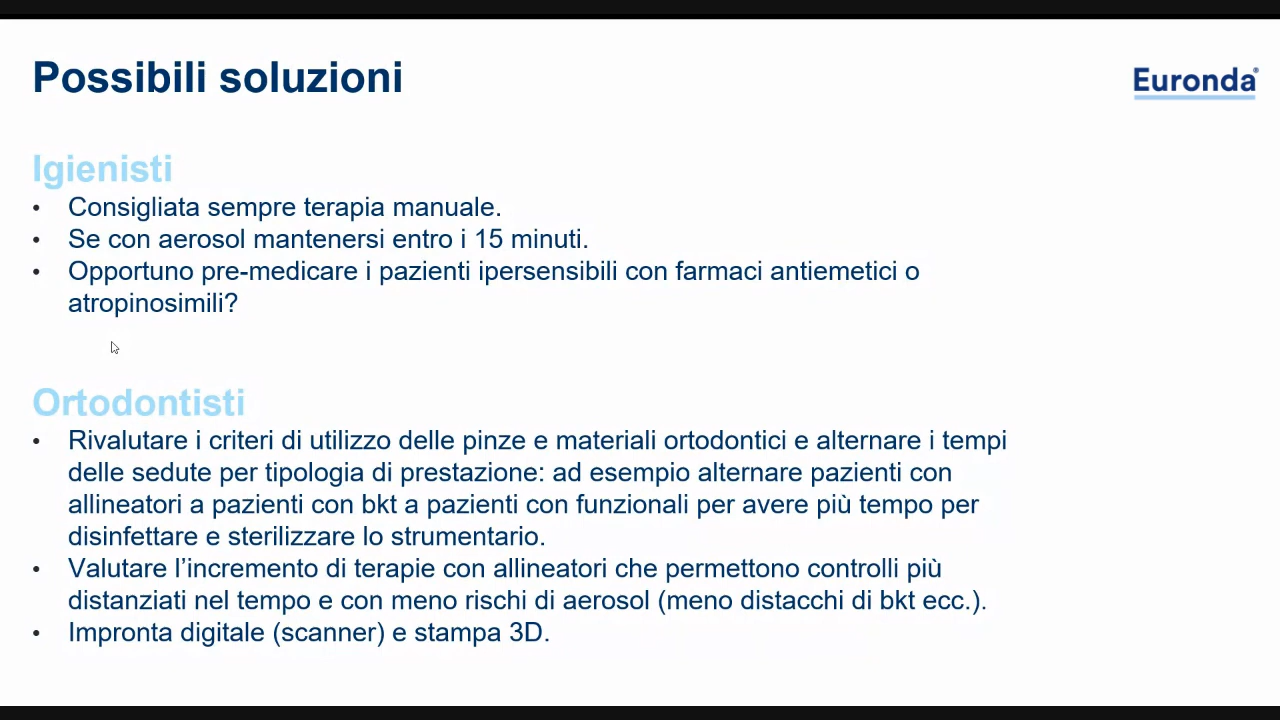 Possibili soluzioni
Euronda®
Igienisti
• Consigliata sempre terapia manuale.
• Se con aerosol mantenersi entro i 15 minuti.
• Opportuno pre-medicare i pazienti ipersensibili con farmaci antiemetici o
atropinosimili?
Ortodontisti
• Rivalutare i criteri di utilizzo delle pinze e materiali ortodontici e alternare i tempi
delle sedute per tipologia di prestazione: ad esempio alternare pazienti con
allineatori a pazienti con bkt a pazienti con funzionali per avere più tempo per
disinfettare e sterilizzare lo strumentario.
• Valutare l’incremento di terapie con allineatori che permettono controlli più
distanziati nel tempo e con meno rischi di aerosol (meno distacchi di bkt ecc.).
• Impronta digitale (scanner) e stampa 3D.